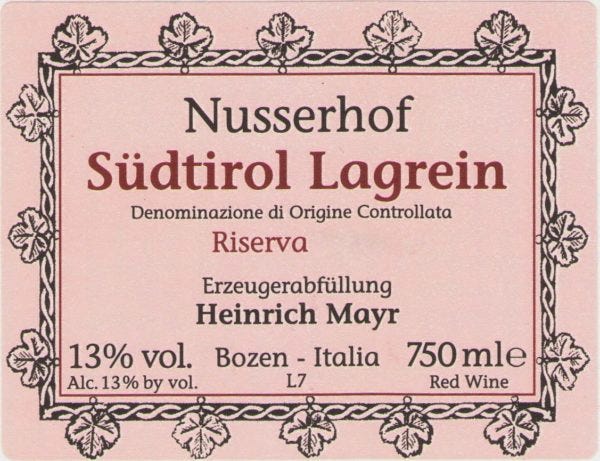 Nusserhof
Südtirol Lagrein
Denominazione di Origine Controllata
Riserva
Erzeugerabfüllung
Heinrich Mayr
13% vol. Bozen - Italia 750 ml e
Alc. 13% by vol. L7 Red Wine